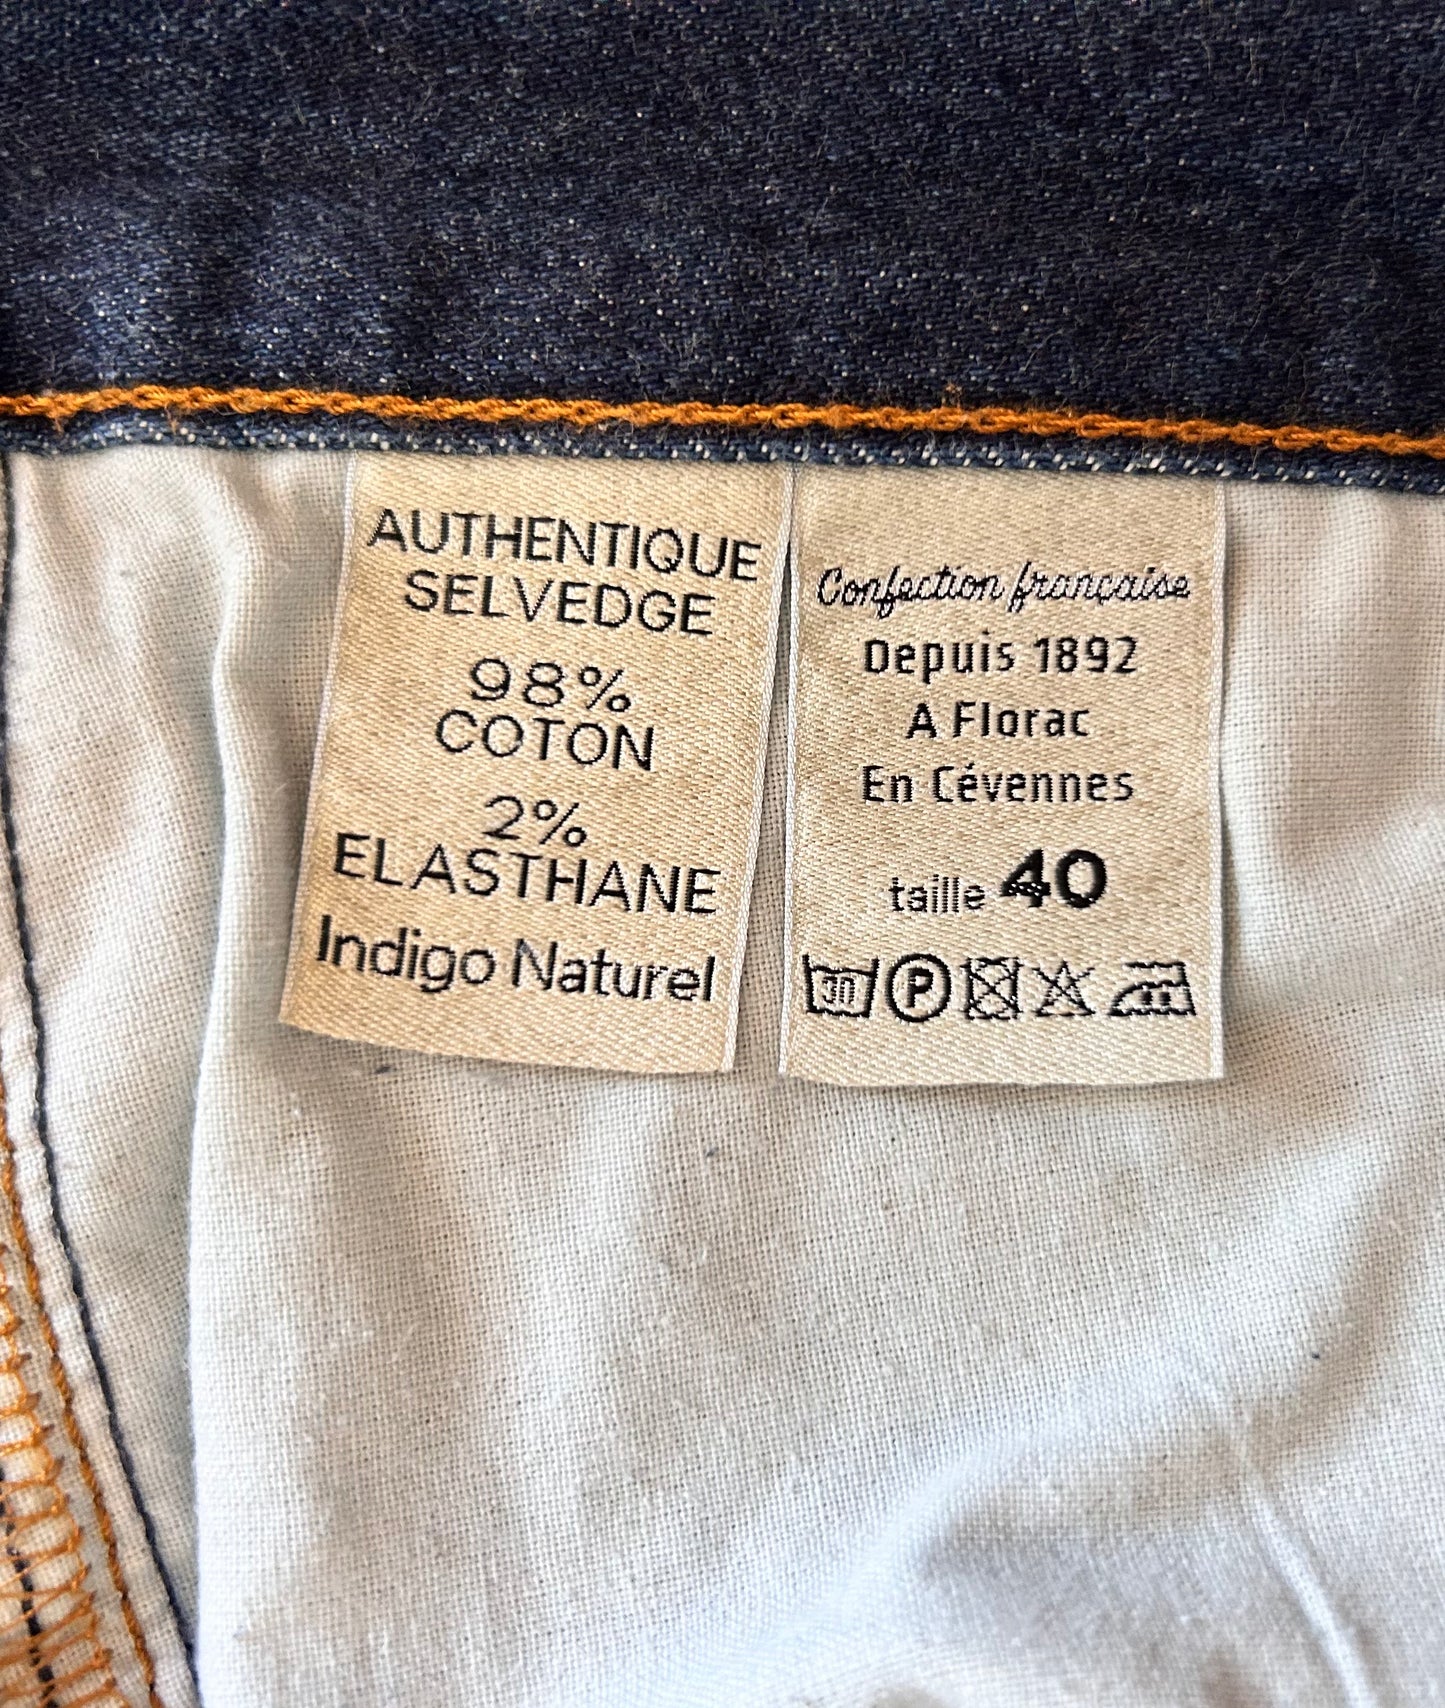 AUTHENTIQUE
SELVEDGE
98%
COTON
2%
ELASTHANE
Indigo Naturel
Confection française
Depuis 1892
A Florac
En Cévennes
taille 40
30 P